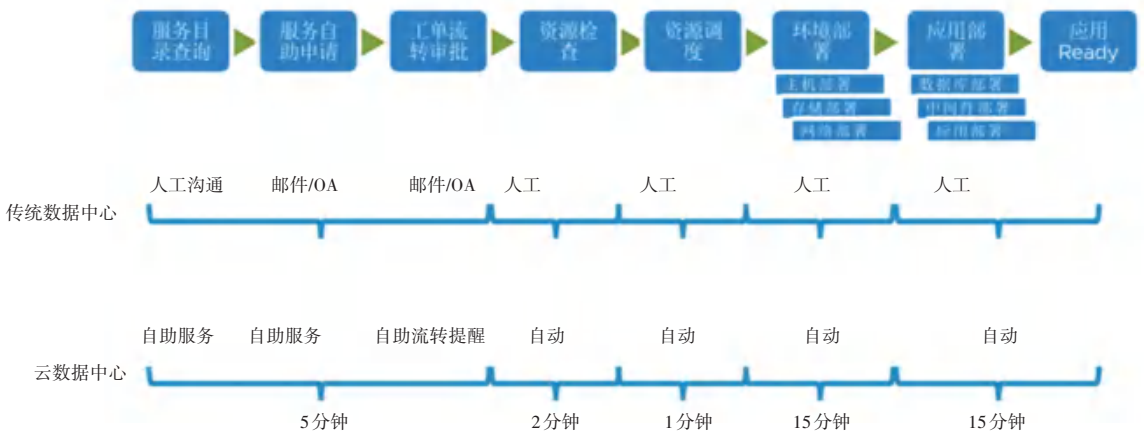 服务目
录查询
服务自
助申请
工单流
转审批
资源检
查
资源调
度
环境部
署
应用部
署
应用
Ready
主机部署
存储部署
网络部署
数据库部署
中间件部署
应用部署
人工沟通 邮件/OA 邮件/OA 人工 人工 人工 人工
传统数据中心
自助服务 自助服务 自助流转提醒 自动 自动 自动 自动
云数据中心
5分钟 2分钟 1分钟 15分钟 15分钟